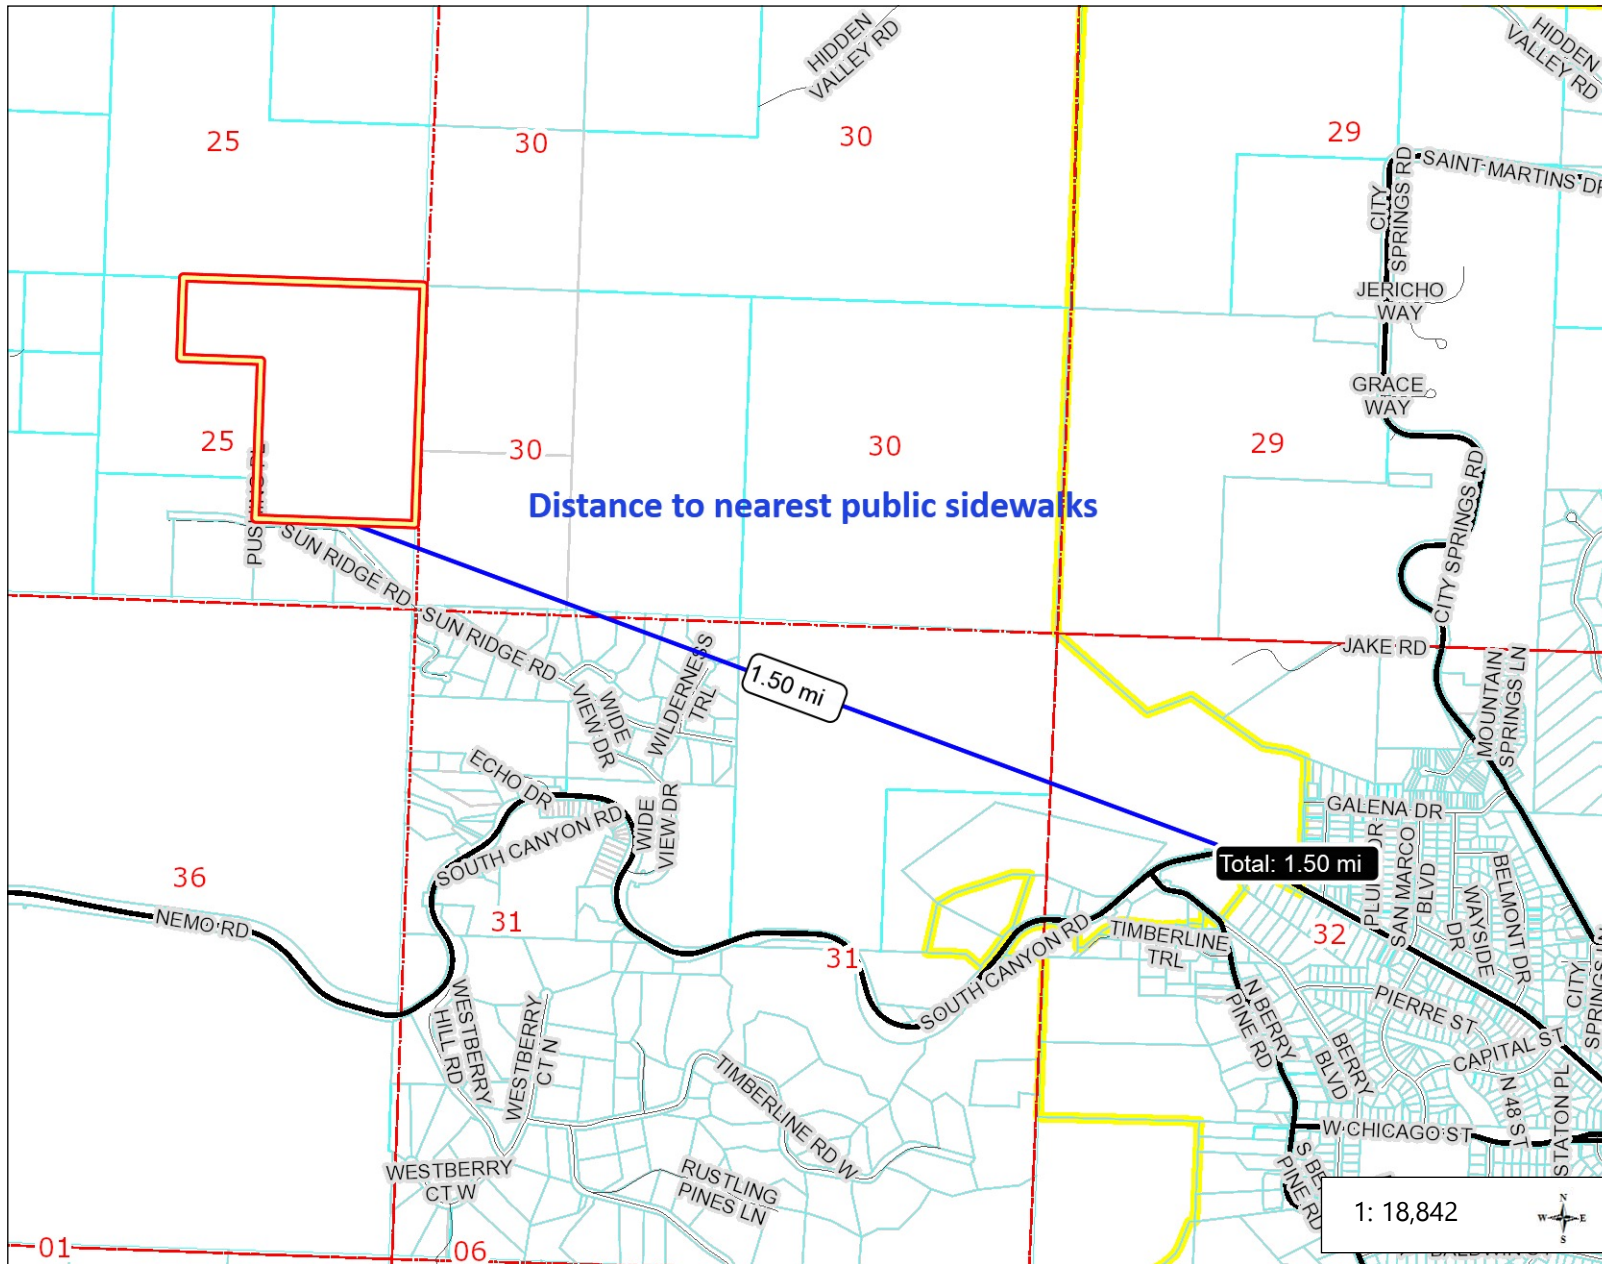 HIDDEN
VALLEY RD
HIDDEN
VALLEY RD
25
30
30
29
SAINT MARTINS DR
CITY
SPRINGS RD
JERICHO
WAY
GRACE
WAY
25
30
30
29
Distance to nearest public sidewalks
SUN RIDGE RD
CITY SPRINGS RD
SUN RIDGE RD
JAKE RD
WILDERNESS
TRL
1.50 mi
WIDE
VIEW DR
MOUNTAIN
SPRINGS LN
ECHO DR
SOUTH CANYON RD
WIDE
VIEW DR
GALENA DR
Total: 1.50 mi
SAN MARCO
BLVD
BELMONT DR
WAYSIDE
DR
36
NEMO RD
31
31
SOUTH CANYON RD
TIMBERLINE
TRL
32
N BERRY
PINE RD
BERRY
BLVD
PIERRE ST
CAPITAL ST
CITY
SPRINGS LN
WESTBERRY
HILL RD
WESTBERRY
CT N
TIMBERLINE RD W
N 48 ST
STATON PL
W CHICAGO ST
WESTBERRY
CT W
RUSTLING
PINES LN
PINE RD
1: 18,842
N
W E
S
01
06